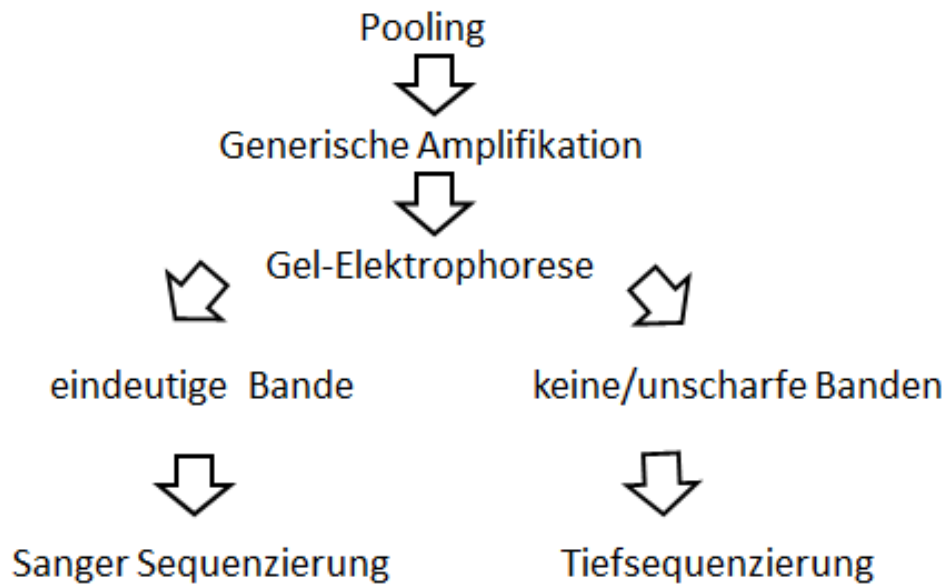 Pooling
Generische Amplifikation
Gel-Elektrophorese
eindeutige Bande
keine/unscharfe Banden
Sanger Sequenzierung
Tiefsequenzierung